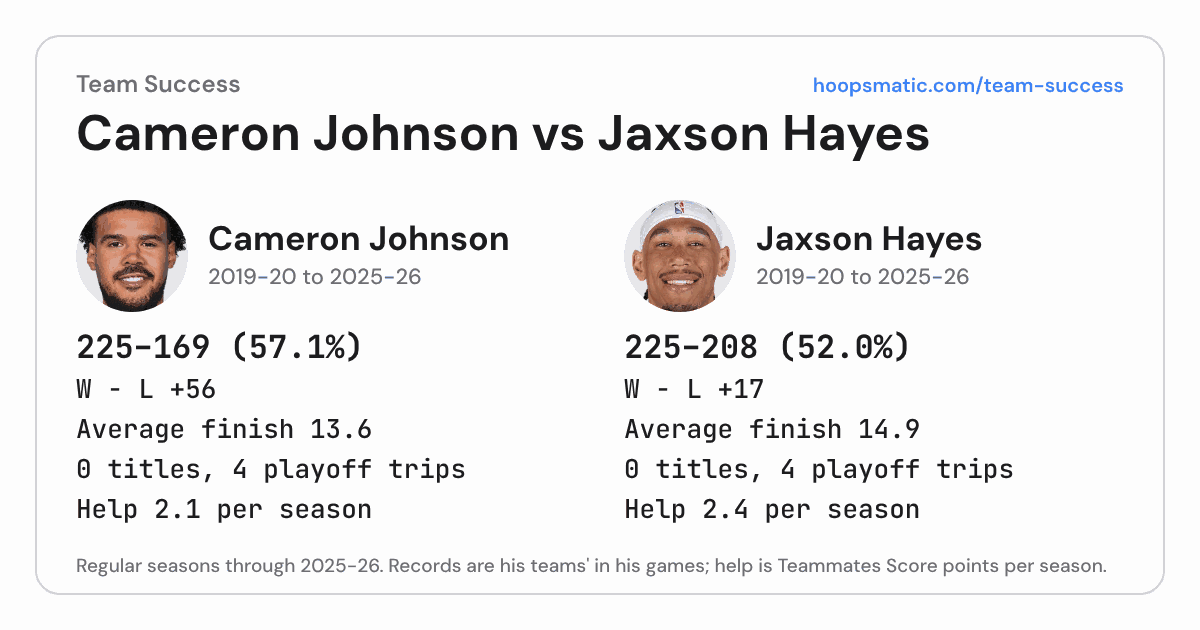 Team Success
hoopsmatic.com/team-success
Cameron Johnson vs Jaxson Hayes
Cameron Johnson
2019-20 to 2025-26
225-169 (57.1%)
W - L +56
Average finish 13.6
0 titles, 4 playoff trips
Help 2.1 per season
Jaxson Hayes
2019-20 to 2025-26
225-208 (52.0%)
W - L +17
Average finish 14.9
0 titles, 4 playoff trips
Help 2.4 per season
Regular seasons through 2025-26. Records are his teams' in his games; help is Teammates Score points per season.